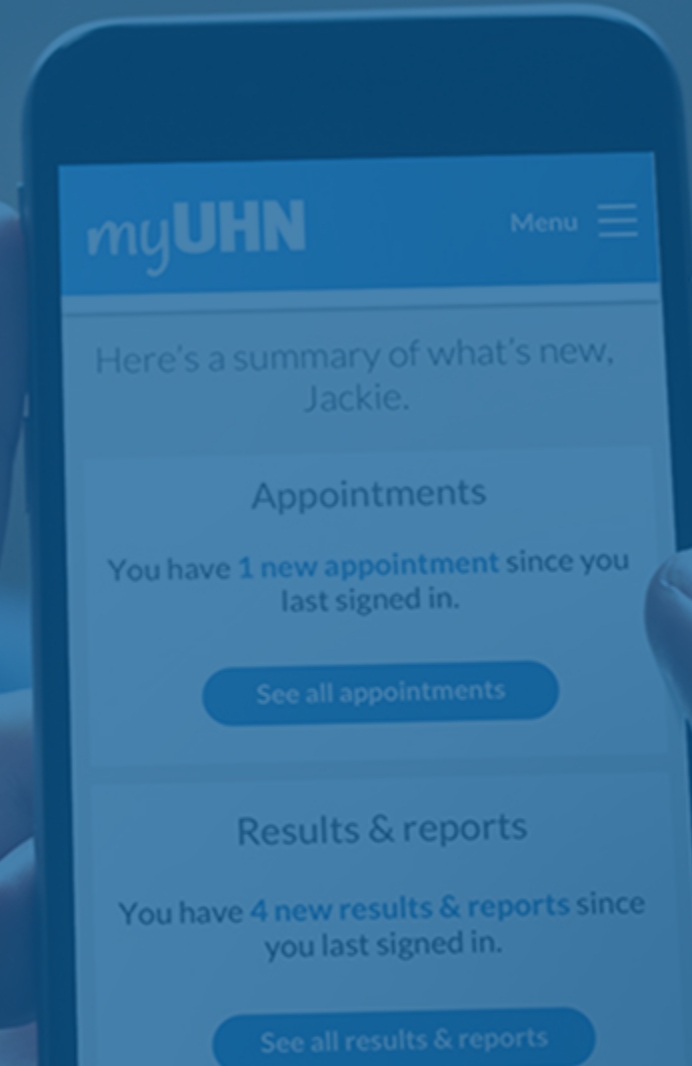 myUHN
Menu
Here's a summary of what's new,
Jackie.
Appointments
You have 1 new appointment since you
last signed in.
See all appointments
Results & reports
You have 4 new results & reports since
you last signed in.
See all results & reports